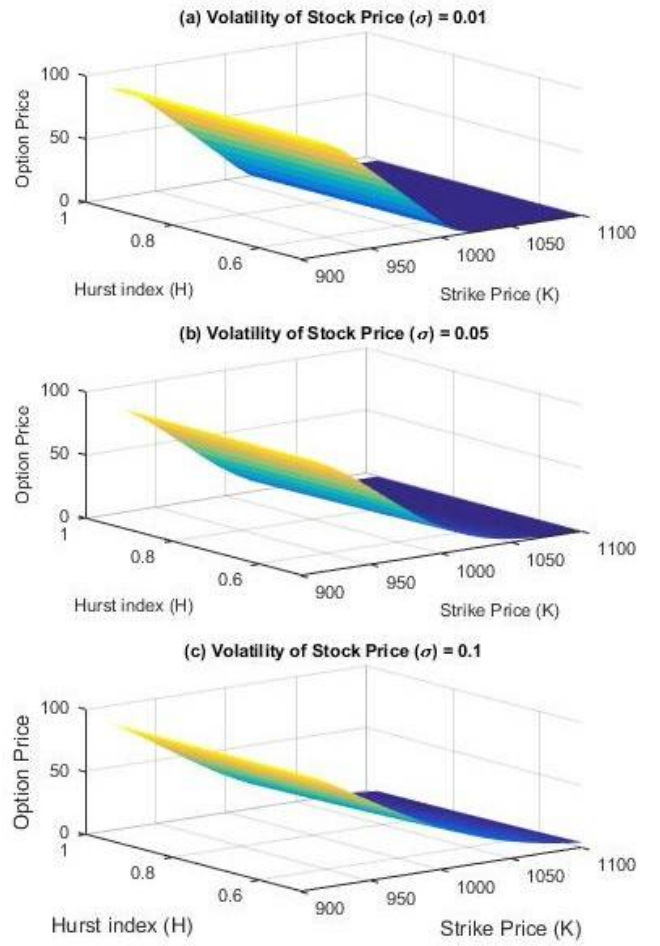 (a) Volatility of Stock Price (σ) = 0.01
100
50
0
Option Price
1
0.8
0.6
Hurst index (H)
900
950
1000
1050
1100
Strike Price (K)
(b) Volatility of Stock Price (σ) = 0.05
100
50
0
Option Price
1
0.8
0.6
Hurst index (H)
900
950
1000
1050
1100
Strike Price (K)
(c) Volatility of Stock Price (σ) = 0.1
100
50
0
Option Price
1
0.8
0.6
Hurst index (H)
900
950
1000
1050
1100
Strike Price (K)